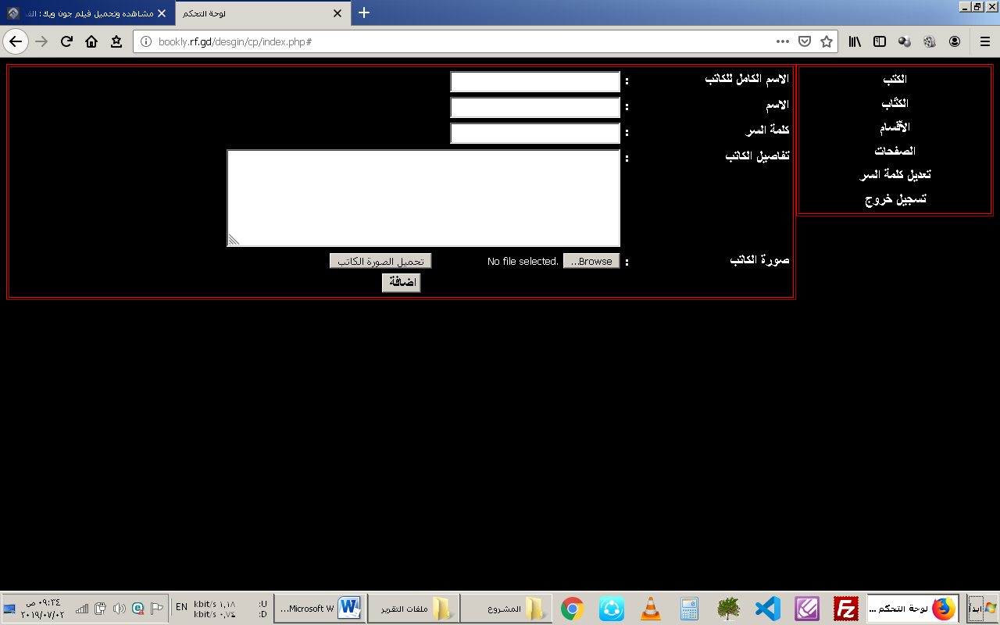 مشاهده وتحميل فيلم جون ويك : الف
لوحة التحكم
bookly.rf.gd/desgin/cp/index.php#
الكتب
الكتّاب
الأقسام
الصفحات
تعديل كلمة السر
تسجيل خروج
الاسم الكامل للكاتب :
الاسم :
كلمة السر :
تفاصيل الكاتب :
صورة الكاتب : Browse... No file selected. تحميل الصورة الكاتب
اضافة
ابدأ
لوحة التحكم ...
المشروع
ملفات التقرير
Microsoft W...
U: kbit/s ١,١٨
D: kbit/s ٠,٧٤
EN
٠٩:٣٤ ص
٢٠١٩/٠٧/٠٢